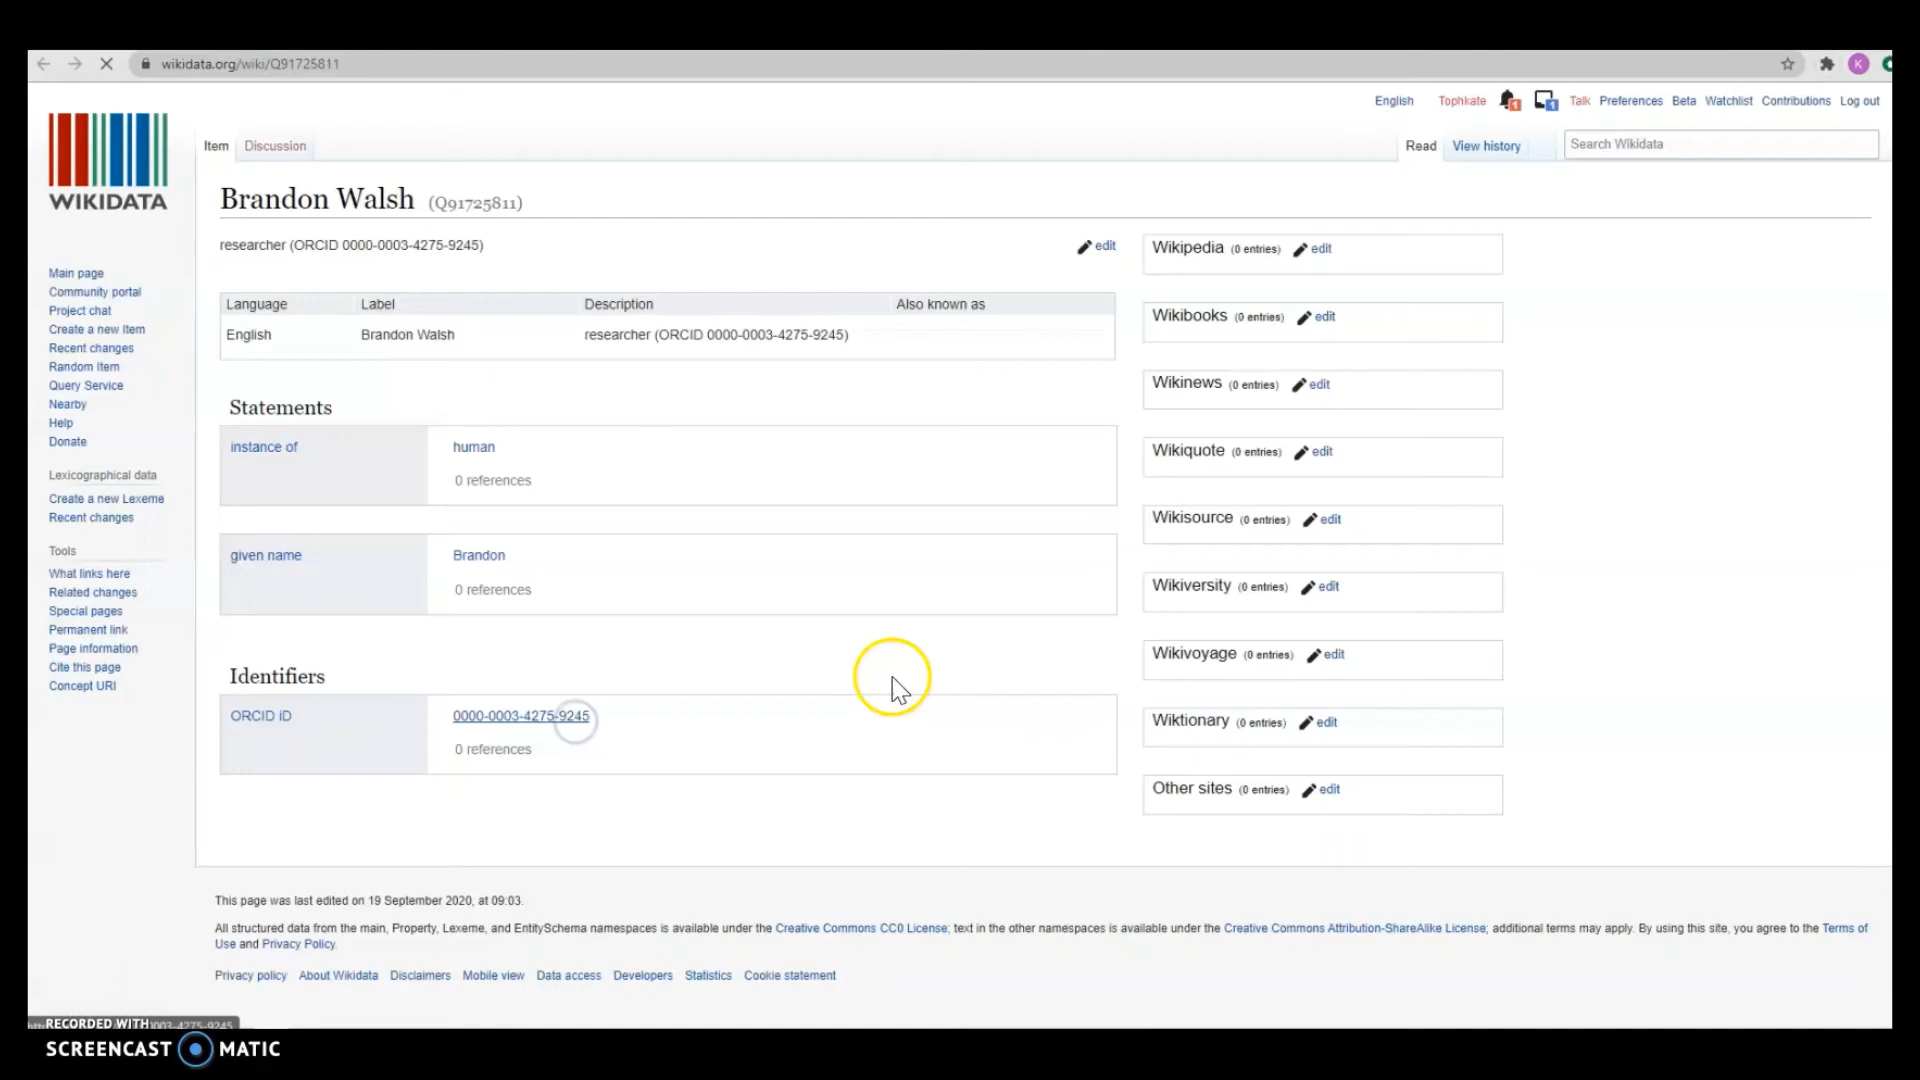 wikidata.org/wiki/Q91725811
K
English Tophkate 1 1 Talk Preferences Beta Watchlist Contributions Log out
Item Discussion Read View history Search Wikidata
WIKIDATA
Brandon Walsh (Q91725811)
researcher (ORCID 0000-0003-4275-9245) edit
Language Label Description Also known as
English Brandon Walsh researcher (ORCID 0000-0003-4275-9245)
Statements
instance of human
0 references
given name Brandon
0 references
Identifiers
ORCID iD 0000-0003-4275-9245
0 references
Wikipedia (0 entries) edit
Wikibooks (0 entries) edit
Wikinews (0 entries) edit
Wikiquote (0 entries) edit
Wikisource (0 entries) edit
Wikiversity (0 entries) edit
Wikivoyage (0 entries) edit
Wiktionary (0 entries) edit
Other sites (0 entries) edit
Main page
Community portal
Project chat
Create a new Item
Recent changes
Random Item
Query Service
Nearby
Help
Donate
Lexicographical data
Create a new Lexeme
Recent changes
Tools
What links here
Related changes
Special pages
Permanent link
Page information
Cite this page
Concept URI
This page was last edited on 19 September 2020, at 09:03.
All structured data from the main, Property, Lexeme, and EntitySchema namespaces is available under the Creative Commons CC0 License; text in the other namespaces is available under the Creative Commons Attribution-ShareAlike License; additional terms may apply. By using this site, you agree to the Terms of
Use and Privacy Policy.
Privacy policy About Wikidata Disclaimers Mobile view Data access Developers Statistics Cookie statement
RECORDED WITH
SCREENCAST MATIC